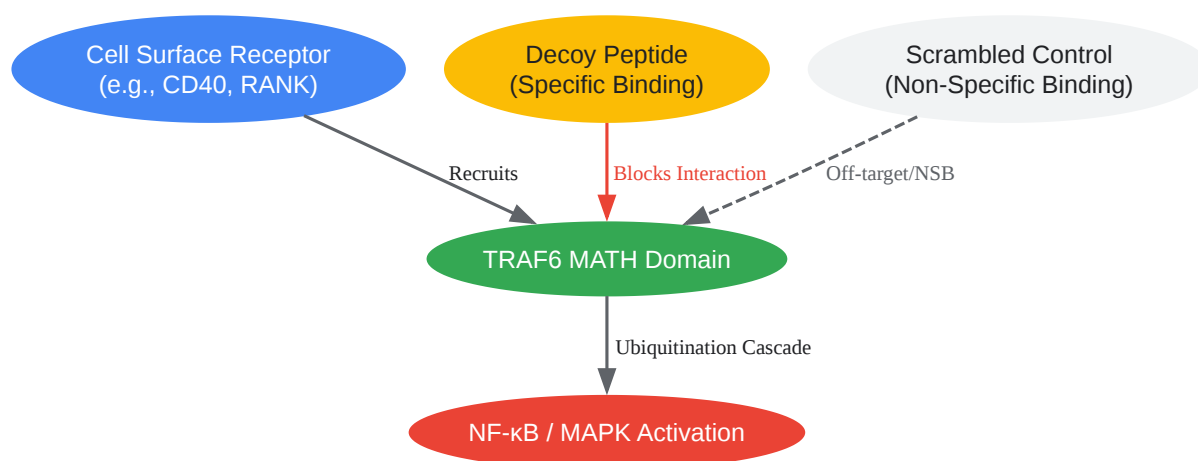 Cell Surface Receptor
(e.g., CD40, RANK)
Decoy Peptide
(Specific Binding)
Scrambled Control
(Non-Specific Binding)
Recruits
Blocks Interaction
Off-target/NSB
TRAF6 MATH Domain
Ubiquitination Cascade
NF-κB / MAPK Activation